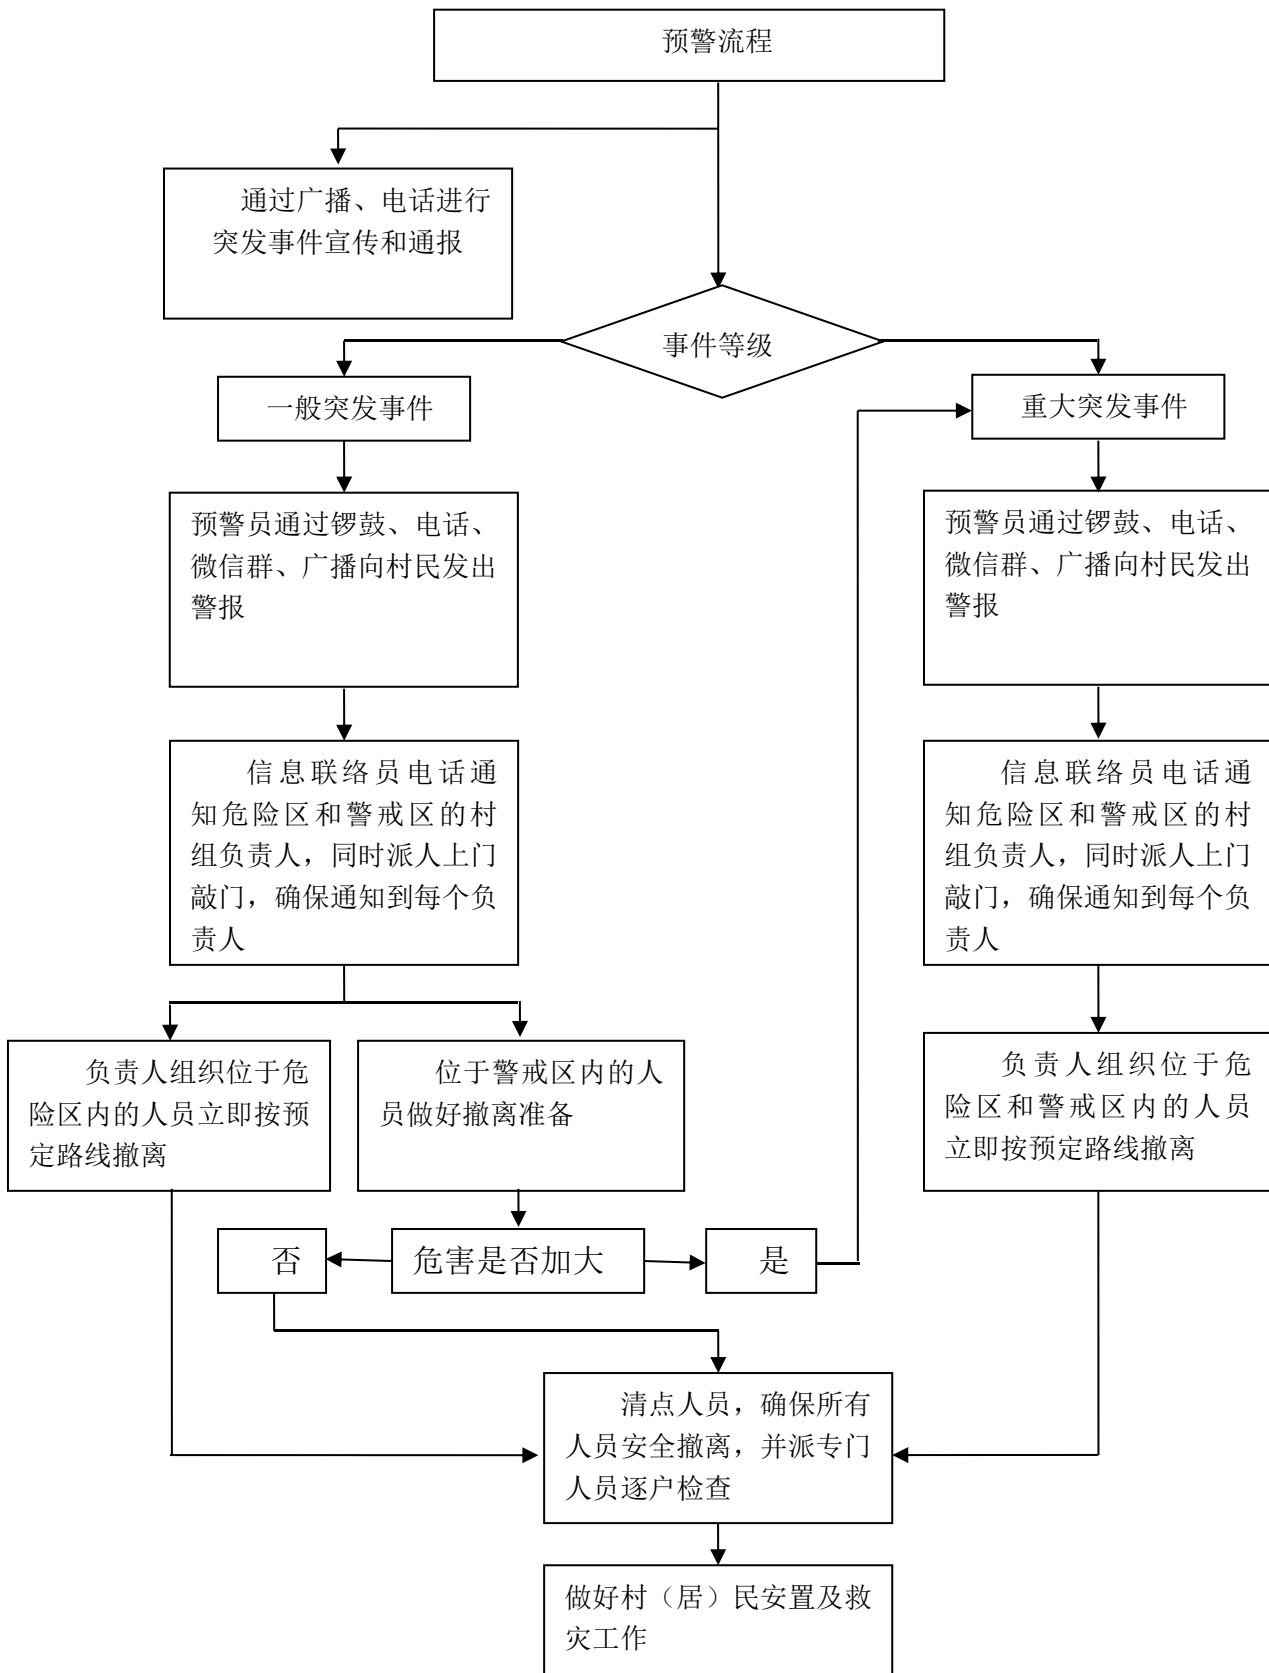 预警流程
通过广播、电话进行
突发事件宣传和通报
事件等级
一般突发事件
重大突发事件
预警员通过锣鼓、电话、
微信群、广播向村民发出
警报
预警员通过锣鼓、电话、
微信群、广播向村民发出
警报
信息联络员电话通
知危险区和警戒区的村
组负责人，同时派人上门
敲门，确保通知到每个负
责人
信息联络员电话通
知危险区和警戒区的村
组负责人，同时派人上门
敲门，确保通知到每个负
责人
负责人组织位于危
险区内的人员立即按预
定路线撤离
位于警戒区内的人
员做好撤离准备
负责人组织位于危
险区和警戒区内的人员
立即按预定路线撤离
否
危害是否加大
是
清点人员，确保所有
人员安全撤离，并派专门
人员逐户检查
做好村（居）民安置及救
灾工作